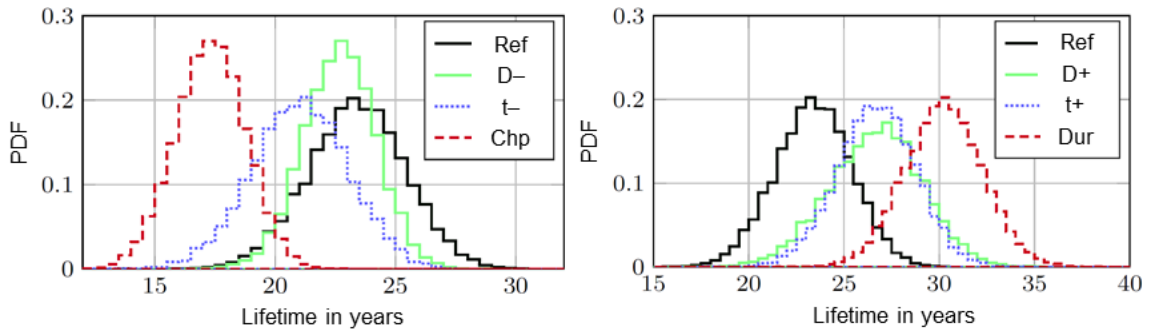 0.3
0.2
0.1
0
PDF
15 20 25 30
Lifetime in years
Ref
D–
t–
Chp
0.3
0.2
0.1
0
PDF
15 20 25 30 35 40
Lifetime in years
Ref
D+
t+
Dur